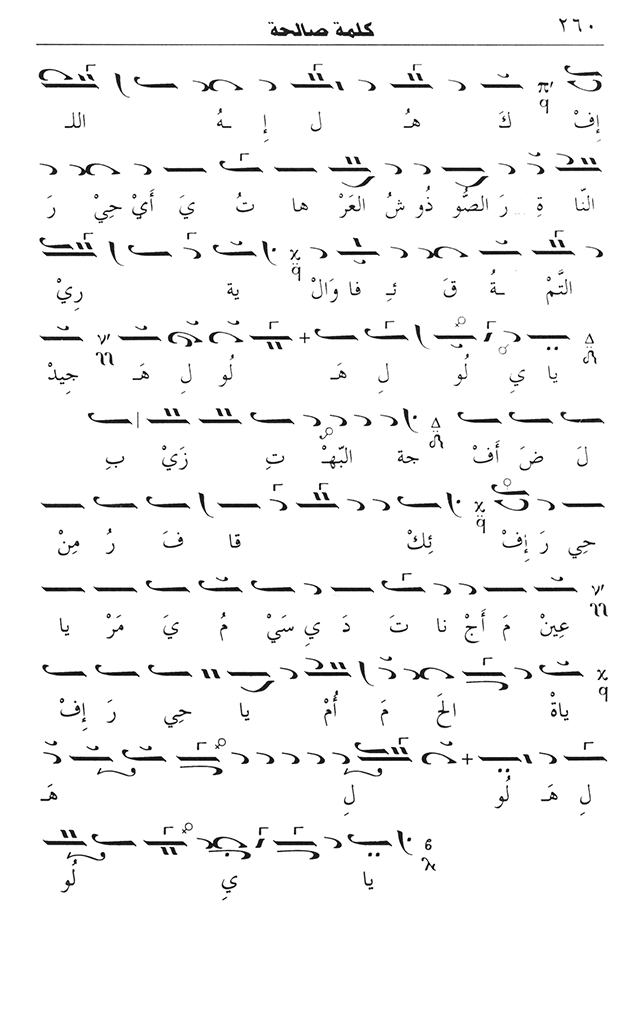 ٢٦٠ كلمة صالحة
إِفْ كَ هُـ ل إِ ـهُ اللـ
النَّا ةِ رَ الصُّو ذُو شُ العَرْ ها تُ يَ أَيْ حِيْ رَ
التَّمْ ـةُ قَ ئِـ فا وَالْ ية رِيْ
يا يِ لُو لِ هَـ لُو لِ هَـ جِيدْ
لَ ضَ أَفْ جة البَّهْـ تِ زَيْ بِ
حِي رَ إِفْ ئِكْ قا فَـ رُ مِنْ
عِينْ مَ أَجْ نا تَ دَ يِ سَيْ مُ يَ مَرْ يا
ياةْ الحَ مَ أُمْ يا حِي رَ إِفْ
لِ هَـ لُو لِ هَـ
يا يِ لُو